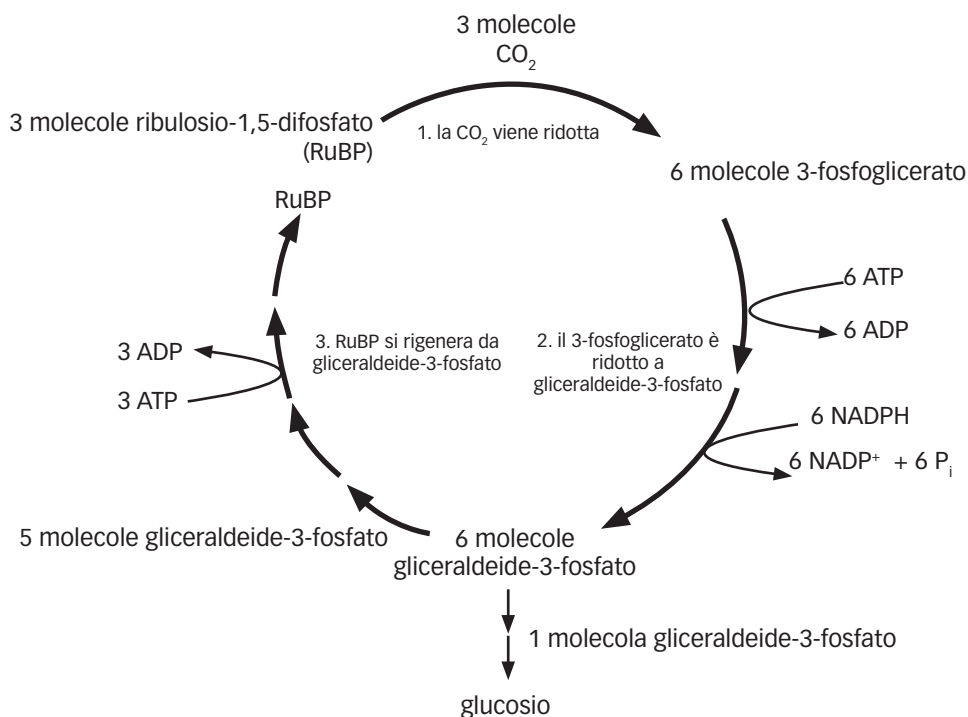 3 molecole
CO₂
3 molecole ribulosio-1,5-difosfato
(RuBP)
1. la CO₂ viene ridotta
6 molecole 3-fosfoglicerato
RuBP
6 ATP
6 ADP
3. RuBP si rigenera da
gliceraldeide-3-fosfato
2. il 3-fosfoglicerato è
ridotto a
gliceraldeide-3-fosfato
3 ADP
3 ATP
6 NADPH
6 NADP⁺ + 6 Pᵢ
5 molecole gliceraldeide-3-fosfato
6 molecole
gliceraldeide-3-fosfato
1 molecola gliceraldeide-3-fosfato
glucosio